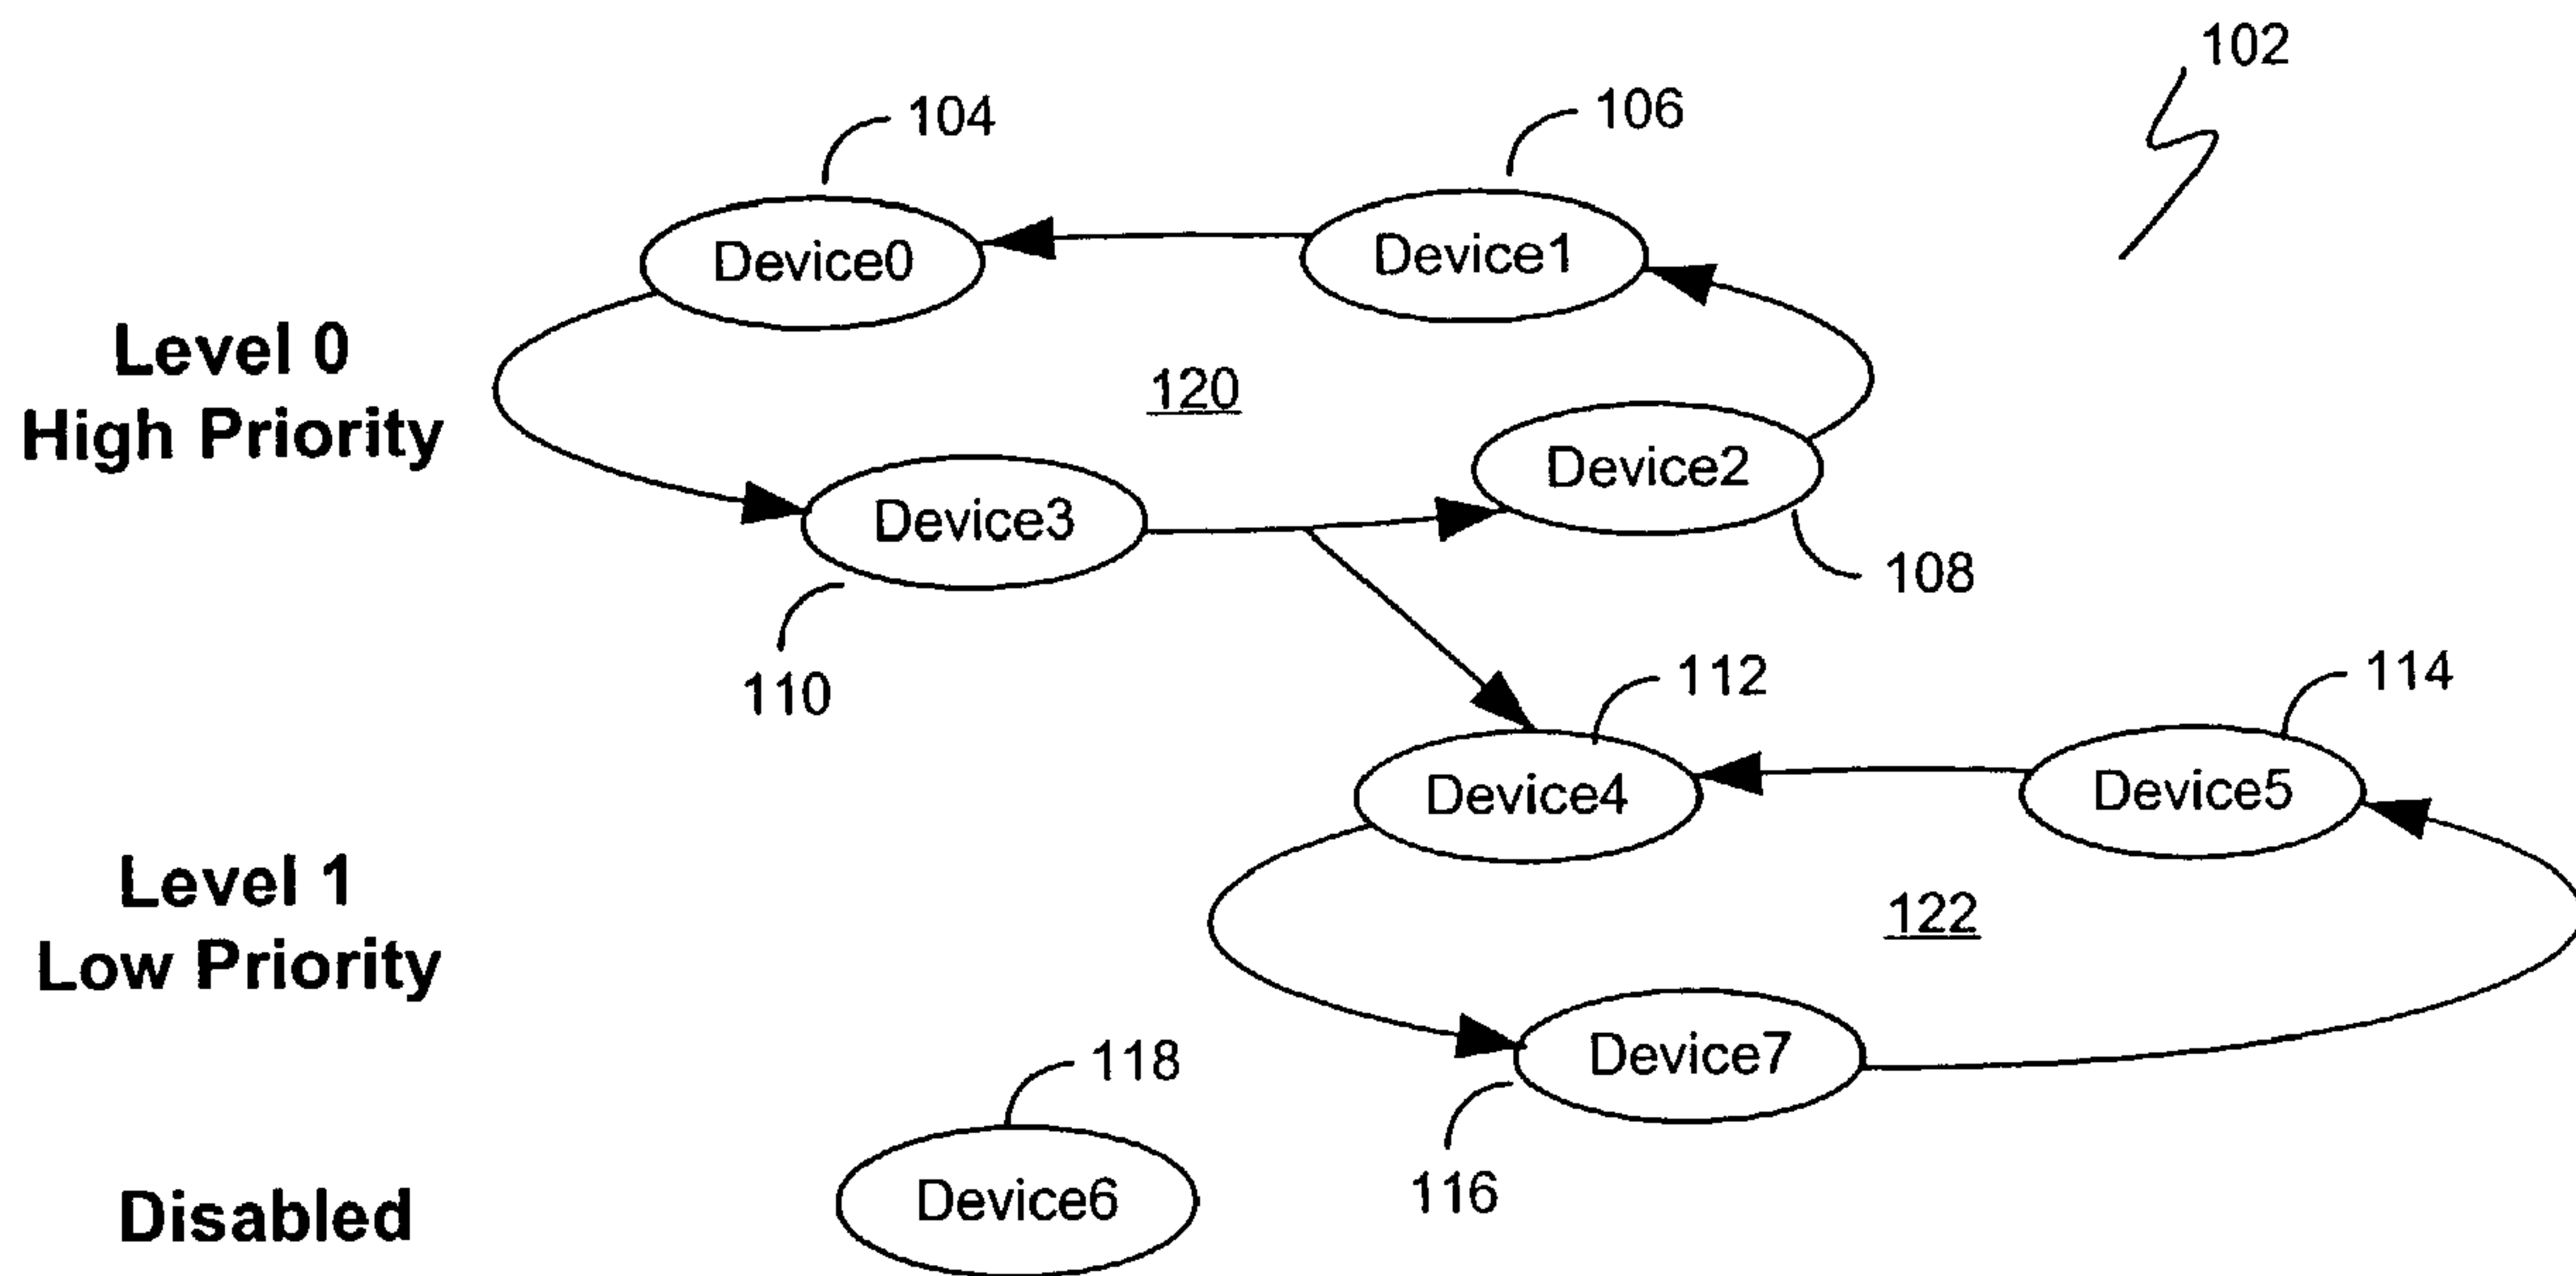 102
104
106
Device0
Device1
Level 0
High Priority
120
Device2
Device3
108
110
112
114
Device4
Device5
Level 1
Low Priority
122
Device7
118
116
Device6
Disabled